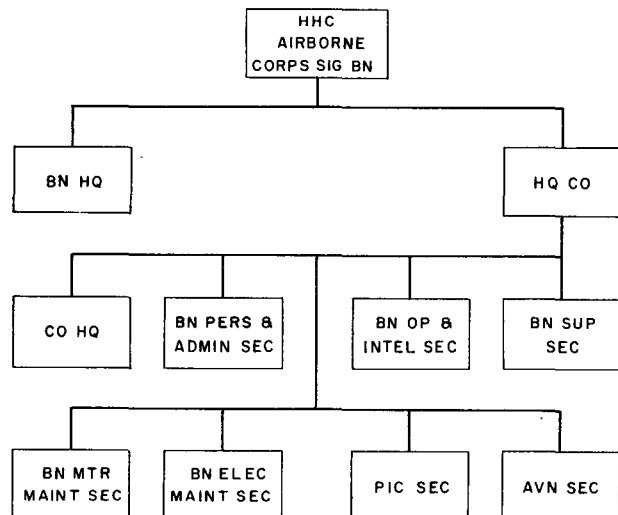 HHC
AIRBORNE
CORPS SIG BN
BN HQ
HQ CO
CO HQ
BN PERS &
ADMIN SEC
BN OP &
INTEL SEC
BN SUP
SEC
BN MTR
MAINT SEC
BN ELEC
MAINT SEC
PIC SEC
AVN SEC